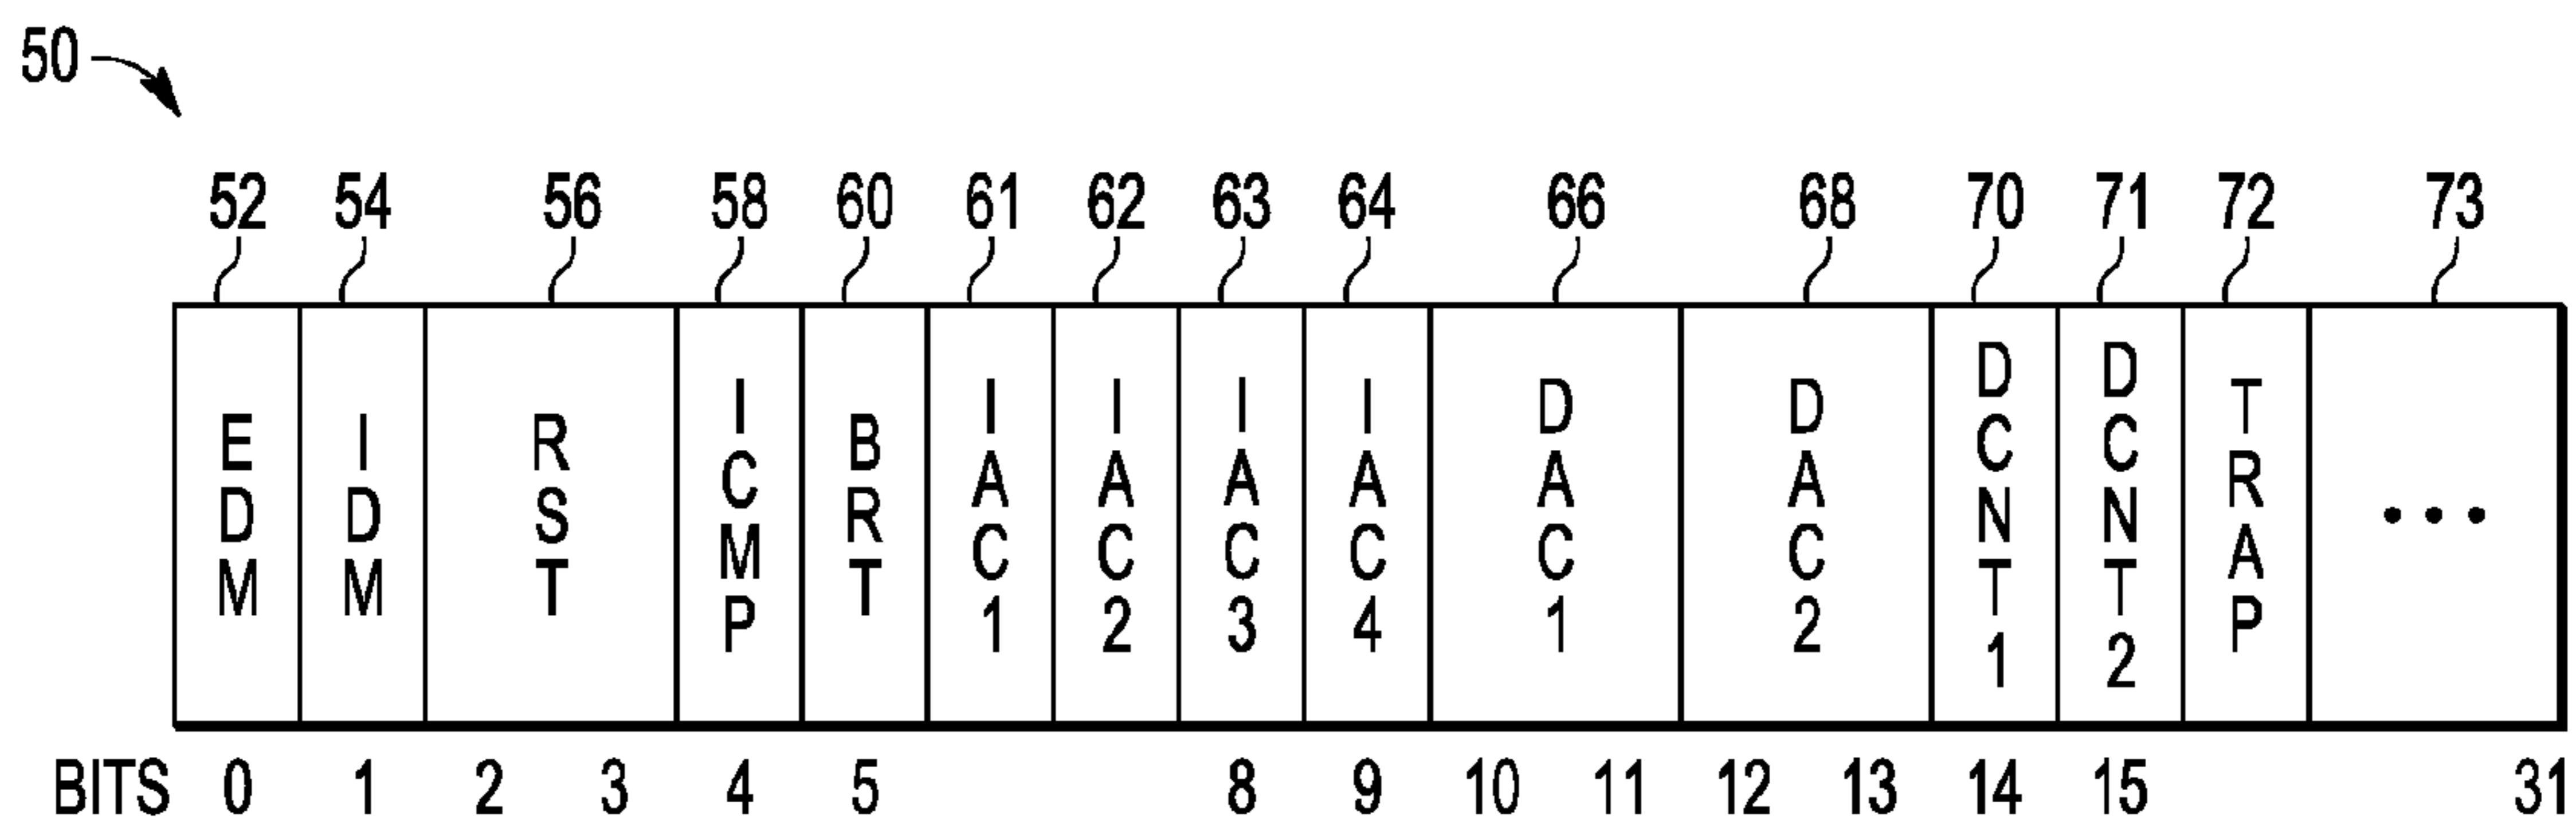 50
52 54 56 58 60 61 62 63 64 66 68 70 71 72 73
EDM IDM RST ICMP BRT IAC1 IAC2 IAC3 IAC4 DAC1 DAC2 DCNT1 DCNT2 TRAP ...
BITS 0 1 2 3 4 5 8 9 10 11 12 13 14 15 31